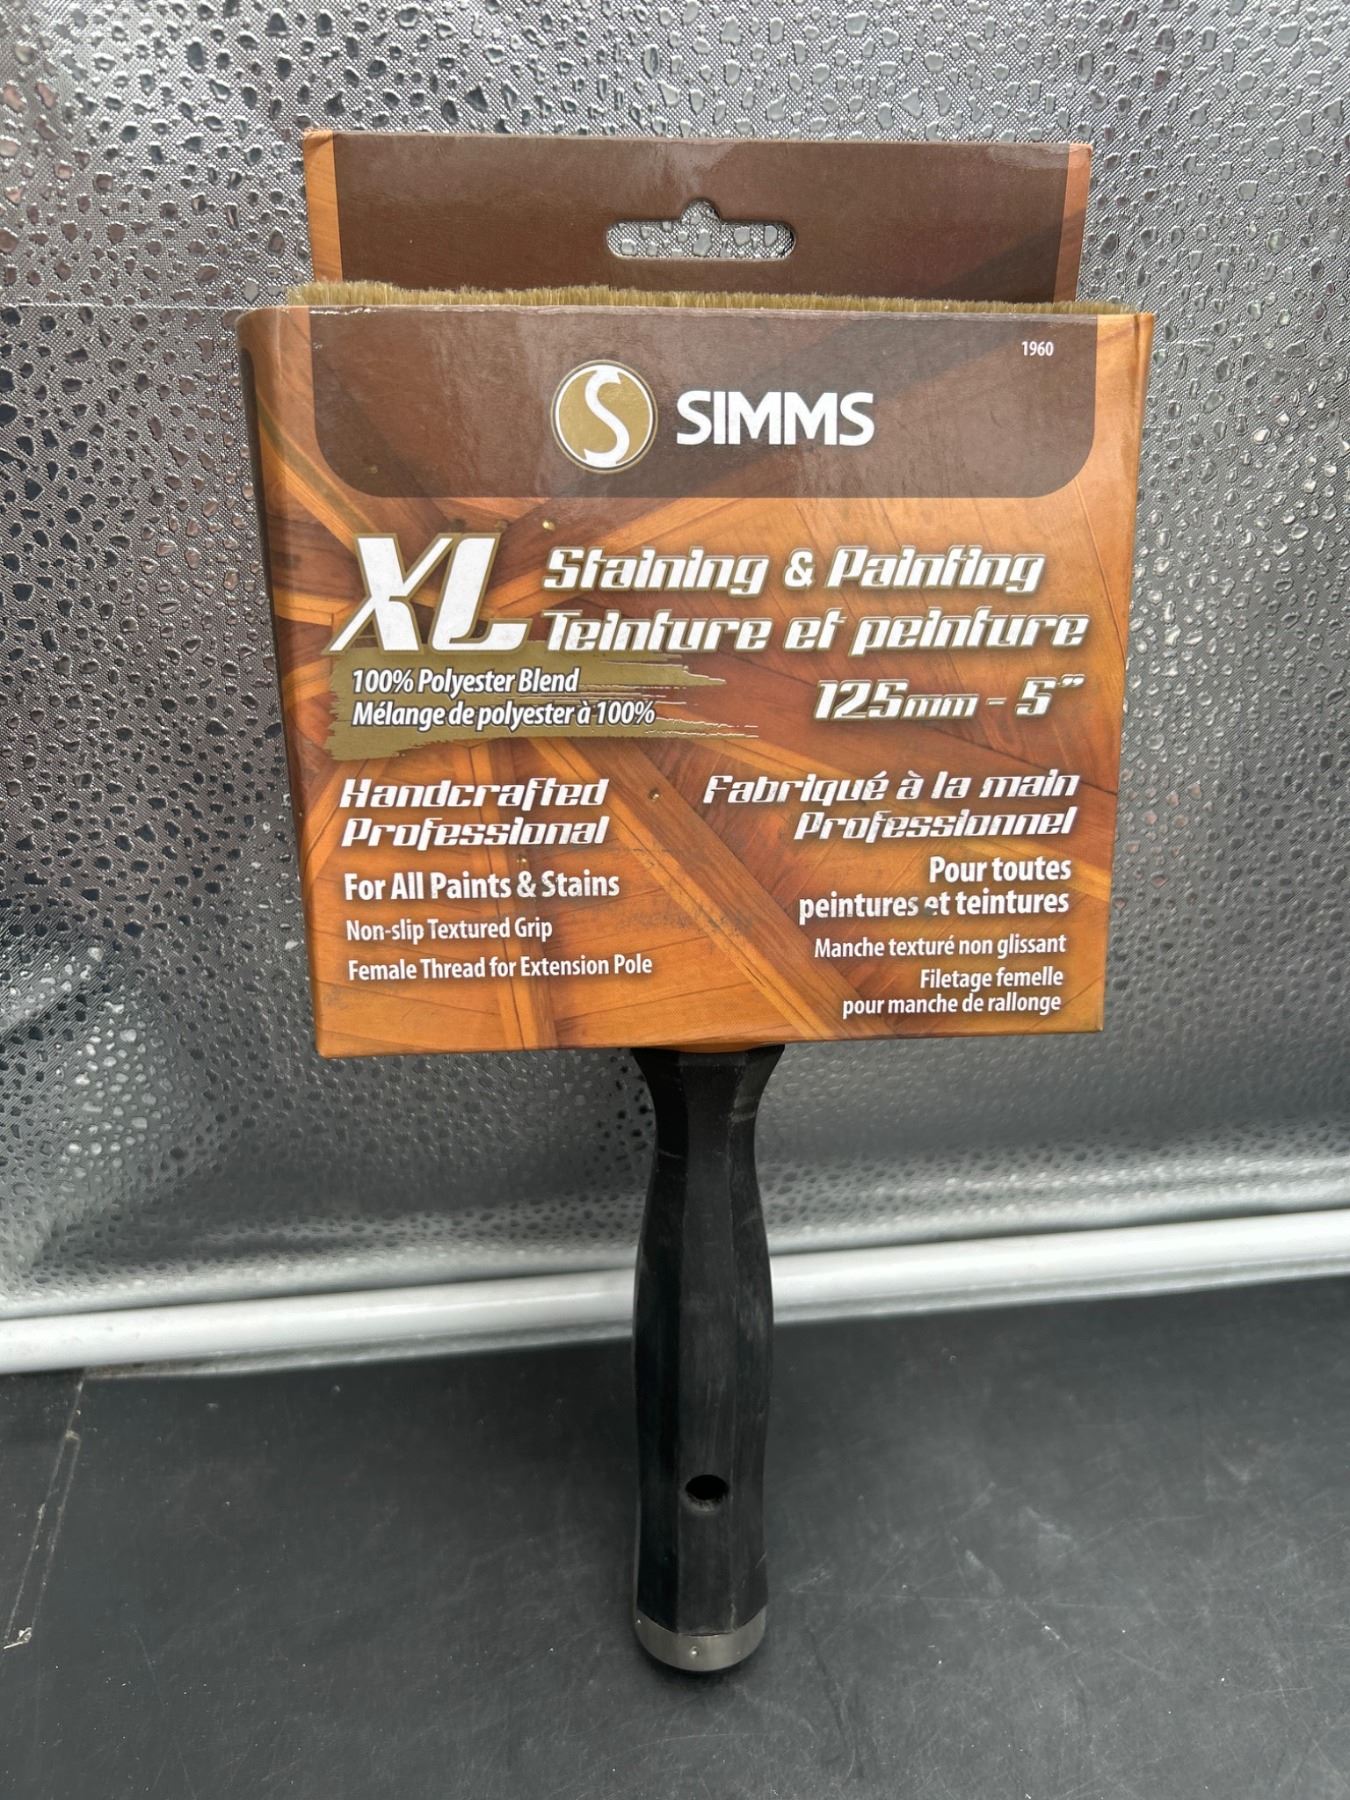 1960
S SIMMS
XL Staining & Painting
Teinture et peinture
100% Polyester Blend
Mélange de polyester à 100%
125mm - 5"
Handcrafted
Professional
For All Paints & Stains
Non-slip Textured Grip
Female Thread for Extension Pole
Fabriqué à la main
Professionnel
Pour toutes
peintures et teintures
Manche texturé non glissant
Filetage femelle
pour manche de rallonge